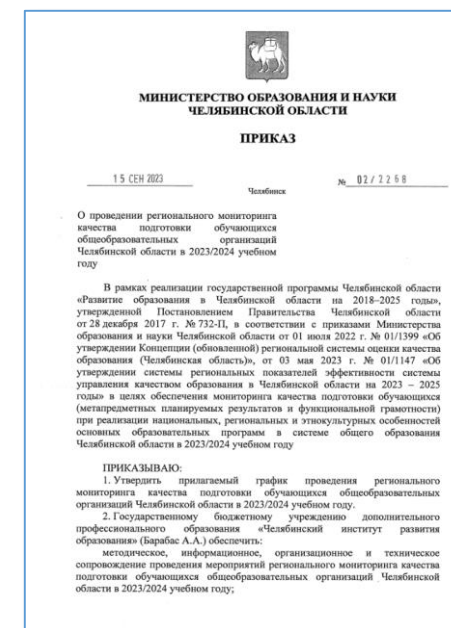 МИНИСТЕРСТВО ОБРАЗОВАНИЯ И НАУКИ
ЧЕЛЯБИНСКОЙ ОБЛАСТИ
ПРИКАЗ
15 СЕН 2023
№ 02/2268
Челябинск
О проведении регионального мониторинга
качества подготовки обучающихся
общеобразовательных организаций
Челябинской области в 2023/2024 учебном
году
В рамках реализации государственной программы Челябинской области
«Развитие образования в Челябинской области на 2018–2025 годы»,
утвержденной Постановлением Правительства Челябинской области
от 28 декабря 2017 г. № 732-П, в соответствии с приказами Министерства
образования и науки Челябинской области от 01 июля 2022 г. № 01/1399 «Об
утверждении Концепции (обновленной) региональной системы оценки качества
образования (Челябинская область)», от 03 мая 2023 г. № 01/1147 «Об
утверждении системы региональных показателей эффективности системы
управления качеством образования в Челябинской области на 2023 – 2025
годы» в целях обеспечения мониторинга качества подготовки обучающихся
(метапредметных планируемых результатов и функциональной грамотности)
при реализации национальных, региональных и этнокультурных особенностей
основных образовательных программ в системе общего образования
Челябинской области в 2023/2024 учебном году
ПРИКАЗЫВАЮ:
1. Утвердить прилагаемый график проведения регионального
мониторинга качества подготовки обучающихся общеобразовательных
организаций Челябинской области в 2023/2024 учебном году.
2. Государственному бюджетному учреждению дополнительного
профессионального образования «Челябинский институт развития
образования» (Барабас А.А.) обеспечить:
методическое, информационное, организационное и техническое
сопровождение проведения мероприятий регионального мониторинга качества
подготовки обучающихся общеобразовательных организаций Челябинской
области в 2023/2024 учебном году;